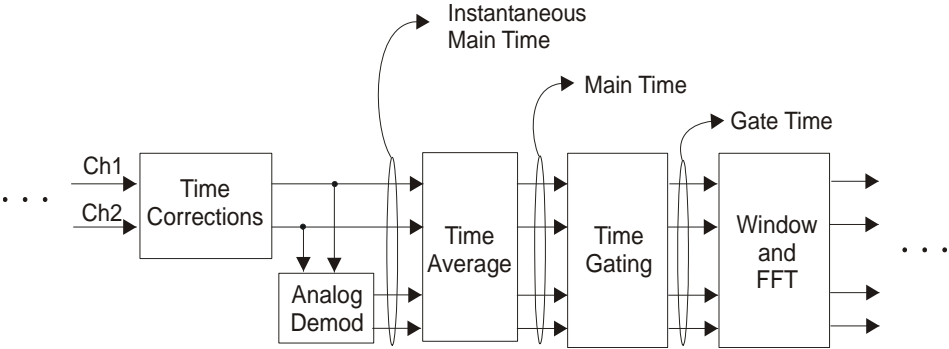 Instantaneous
Main Time
Main Time
Gate Time
Ch1
Ch2
Time
Corrections
Analog
Demod
Time
Average
Time
Gating
Window
and
FFT
. . .
. . .